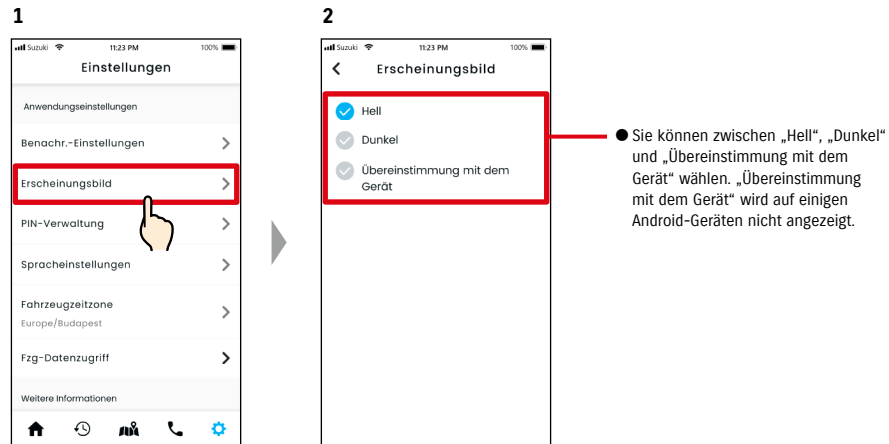 1
Suzuki 11:23 PM 100%
Einstellungen
Anwendungseinstellungen
Benachr.-Einstellungen
Erscheinungsbild
PIN-Verwaltung
Spracheinstellungen
Fahrzeugzeitzone
Europe/Budapest
Fzg-Datenzugriff
Weitere Informationen
2
Suzuki 11:23 PM 100%
Erscheinungsbild
Hell
Dunkel
Übereinstimmung mit dem
Gerät
● Sie können zwischen „Hell“, „Dunkel“
und „Übereinstimmung mit dem
Gerät“ wählen. „Übereinstimmung
mit dem Gerät“ wird auf einigen
Android-Geräten nicht angezeigt.